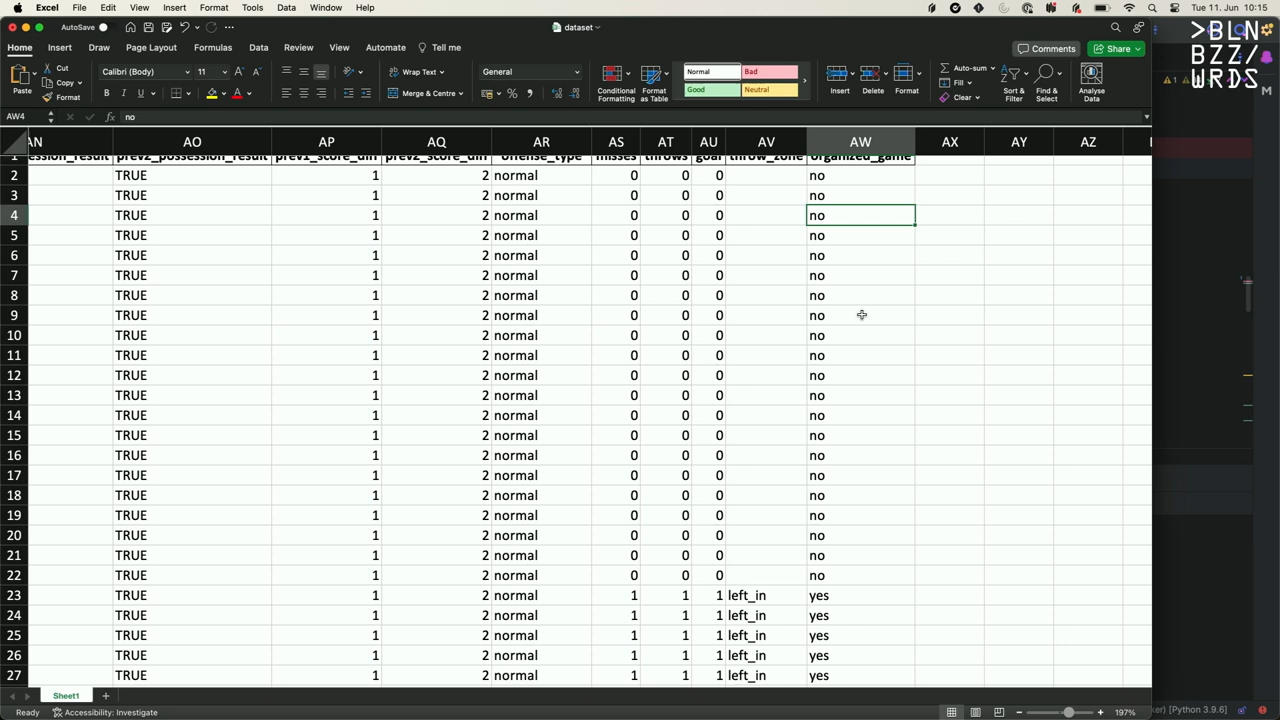 Excel File Edit View Insert Format Tools Data Window Help Tue 11. Jun 10:15
AutoSave dataset
>BLN
BZZ/
WRDS
Home Insert Draw Page Layout Formulas Data Review View Automate Tell me Comments Share
Paste Cut Copy Format Calibri (Body) 11 Wrap Text Merge & Centre General Conditional Formatting Format as Table Normal Bad Good Neutral Insert Delete Format Auto-sum Fill Clear Sort & Filter Find & Select Analyse Data
AW4 fx no
AN AO AP AQ AR AS AT AU AV AW AX AY AZ
1 ession_result prev2_possession_result prev1_score_diff prev2_score_diff offense_type misses throws goal throw_zone organized_game
2 TRUE 1 2 normal 0 0 0 no
3 TRUE 1 2 normal 0 0 0 no
4 TRUE 1 2 normal 0 0 0 no
5 TRUE 1 2 normal 0 0 0 no
6 TRUE 1 2 normal 0 0 0 no
7 TRUE 1 2 normal 0 0 0 no
8 TRUE 1 2 normal 0 0 0 no
9 TRUE 1 2 normal 0 0 0 no
10 TRUE 1 2 normal 0 0 0 no
11 TRUE 1 2 normal 0 0 0 no
12 TRUE 1 2 normal 0 0 0 no
13 TRUE 1 2 normal 0 0 0 no
14 TRUE 1 2 normal 0 0 0 no
15 TRUE 1 2 normal 0 0 0 no
16 TRUE 1 2 normal 0 0 0 no
17 TRUE 1 2 normal 0 0 0 no
18 TRUE 1 2 normal 0 0 0 no
19 TRUE 1 2 normal 0 0 0 no
20 TRUE 1 2 normal 0 0 0 no
21 TRUE 1 2 normal 0 0 0 no
22 TRUE 1 2 normal 0 0 0 no
23 TRUE 1 2 normal 1 1 1 left_in yes
24 TRUE 1 2 normal 1 1 1 left_in yes
25 TRUE 1 2 normal 1 1 1 left_in yes
26 TRUE 1 2 normal 1 1 1 left_in yes
27 TRUE 1 2 normal 1 1 1 left_in yes
Sheet1
Ready Accessibility: Investigate 197% ker) [Python 3.9.6]